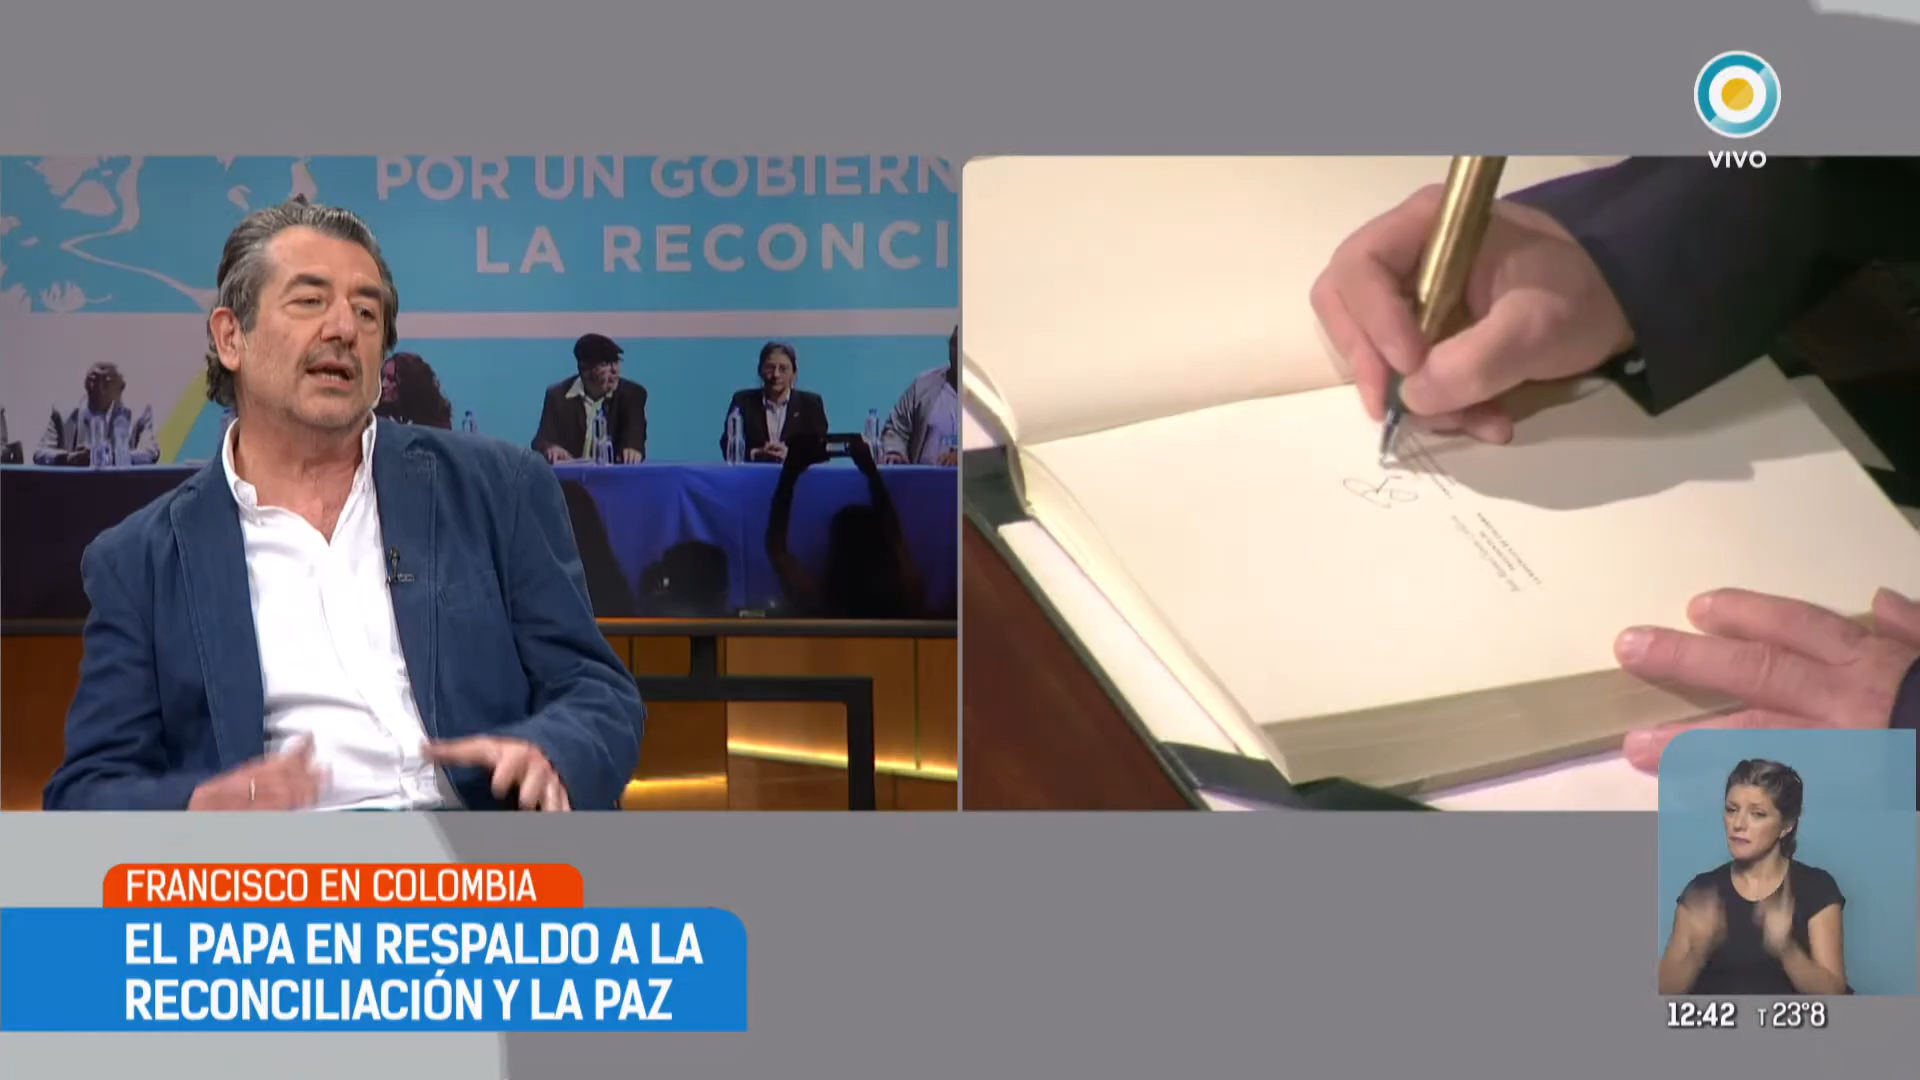 VIVO
POR UN GOBIERN
LA RECONCI
FRANCISCO EN COLOMBIA
EL PAPA EN RESPALDO A LA
RECONCILIACIÓN Y LA PAZ
12:42 T 23°8